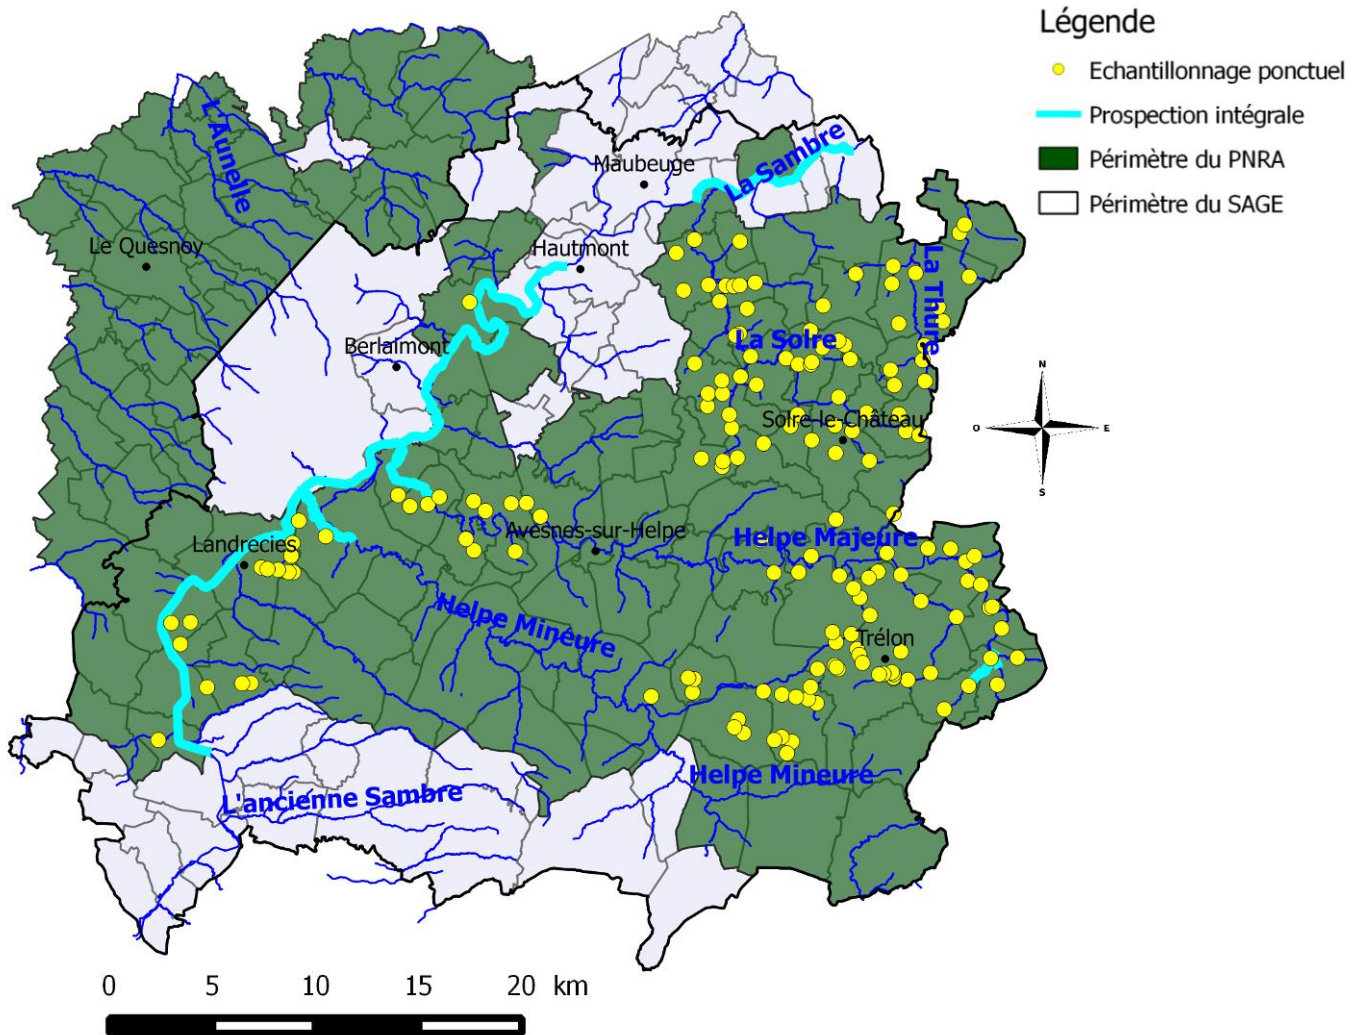 Légende
Echantillonnage ponctuel
Prospection intégrale
Périmètre du PNRA
Périmètre du SAGE
L'Aunelle
Maubeuge
La Sambre
Le Quesnoy
Hautmont
La Thure
Berlaimont
La Solre
Solre-le-Château
N
O
E
S
Landrecies
Avesnes-sur-Helpe
Helpe Majeure
Helpe Mineure
Trélon
Helpe Mineure
L'ancienne Sambre
0 5 10 15 20 km